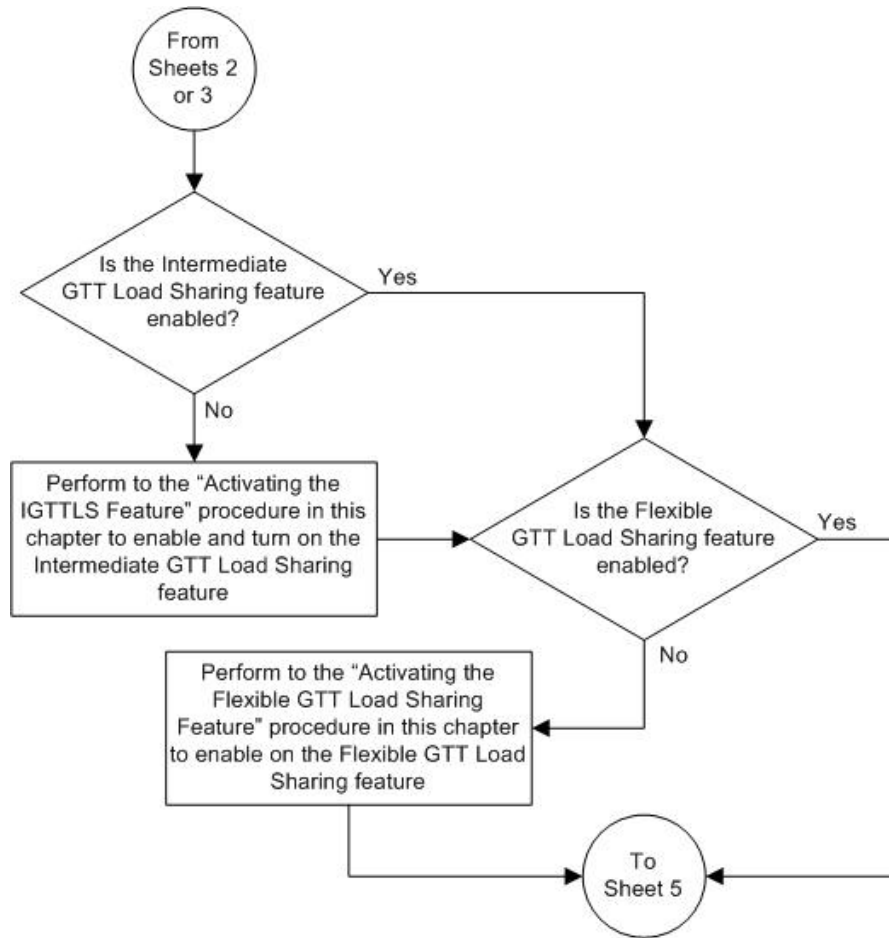 From
Sheets 2
or 3
Is the Intermediate
GTT Load Sharing feature
enabled?
Yes
No
Perform to the “Activating the
IGTTLS Feature" procedure in this
chapter to enable and turn on the
Intermediate GTT Load Sharing
feature
Is the Flexible
GTT Load Sharing feature
enabled?
Yes
No
Perform to the “Activating the
Flexible GTT Load Sharing
Feature" procedure in this chapter
to enable on the Flexible GTT Load
Sharing feature
To
Sheet 5